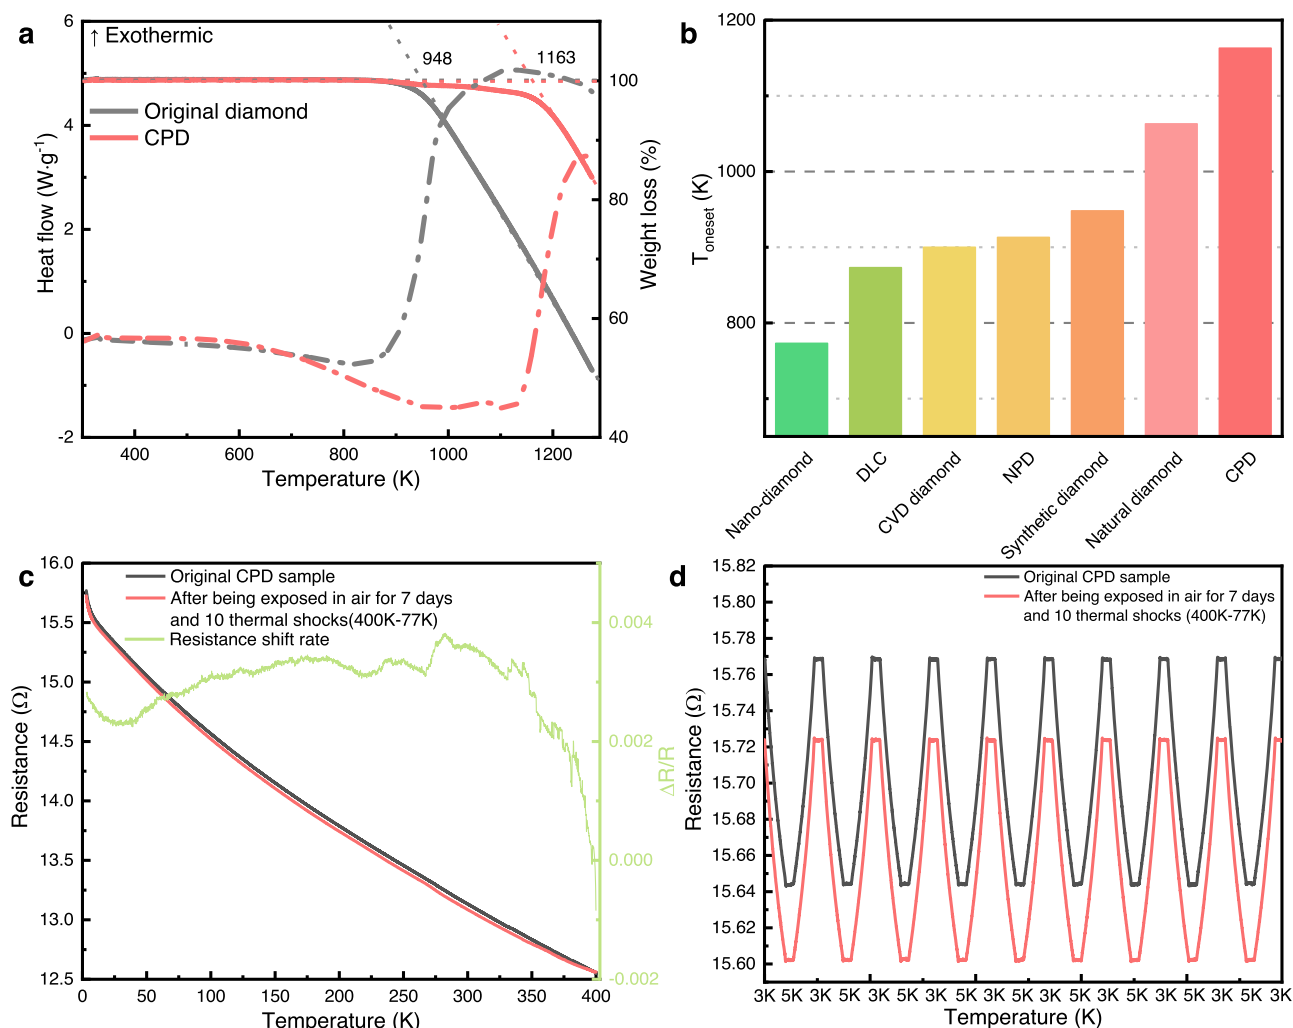 a
↑ Exothermic
948
1163
Original diamond
CPD
6
4
2
0
-2
Heat flow (W·g⁻¹)
100
80
60
40
Weight loss (%)
400
600
800
1000
1200
Temperature (K)
b
1200
1000
800
Toneset (K)
Nano-diamond
DLC
CVD diamond
NPD
Synthetic diamond
Natural diamond
CPD
c
Original CPD sample
After being exposed in air for 7 days
and 10 thermal shocks(400K-77K)
Resistance shift rate
16.0
15.5
15.0
14.5
14.0
13.5
13.0
12.5
Resistance (Ω)
0.004
0.002
0.000
-0.002
ΔR/R
0
50
100
150
200
250
300
350
400
Temperature (K)
d
Original CPD sample
After being exposed in air for 7 days
and 10 thermal shocks (400K-77K)
15.82
15.80
15.78
15.76
15.74
15.72
15.70
15.68
15.66
15.64
15.62
15.60
Resistance (Ω)
3K 5K 3K 5K 3K 5K 3K 5K 3K 5K 3K 5K 3K 5K 3K 5K 3K 5K 3K
Temperature (K)